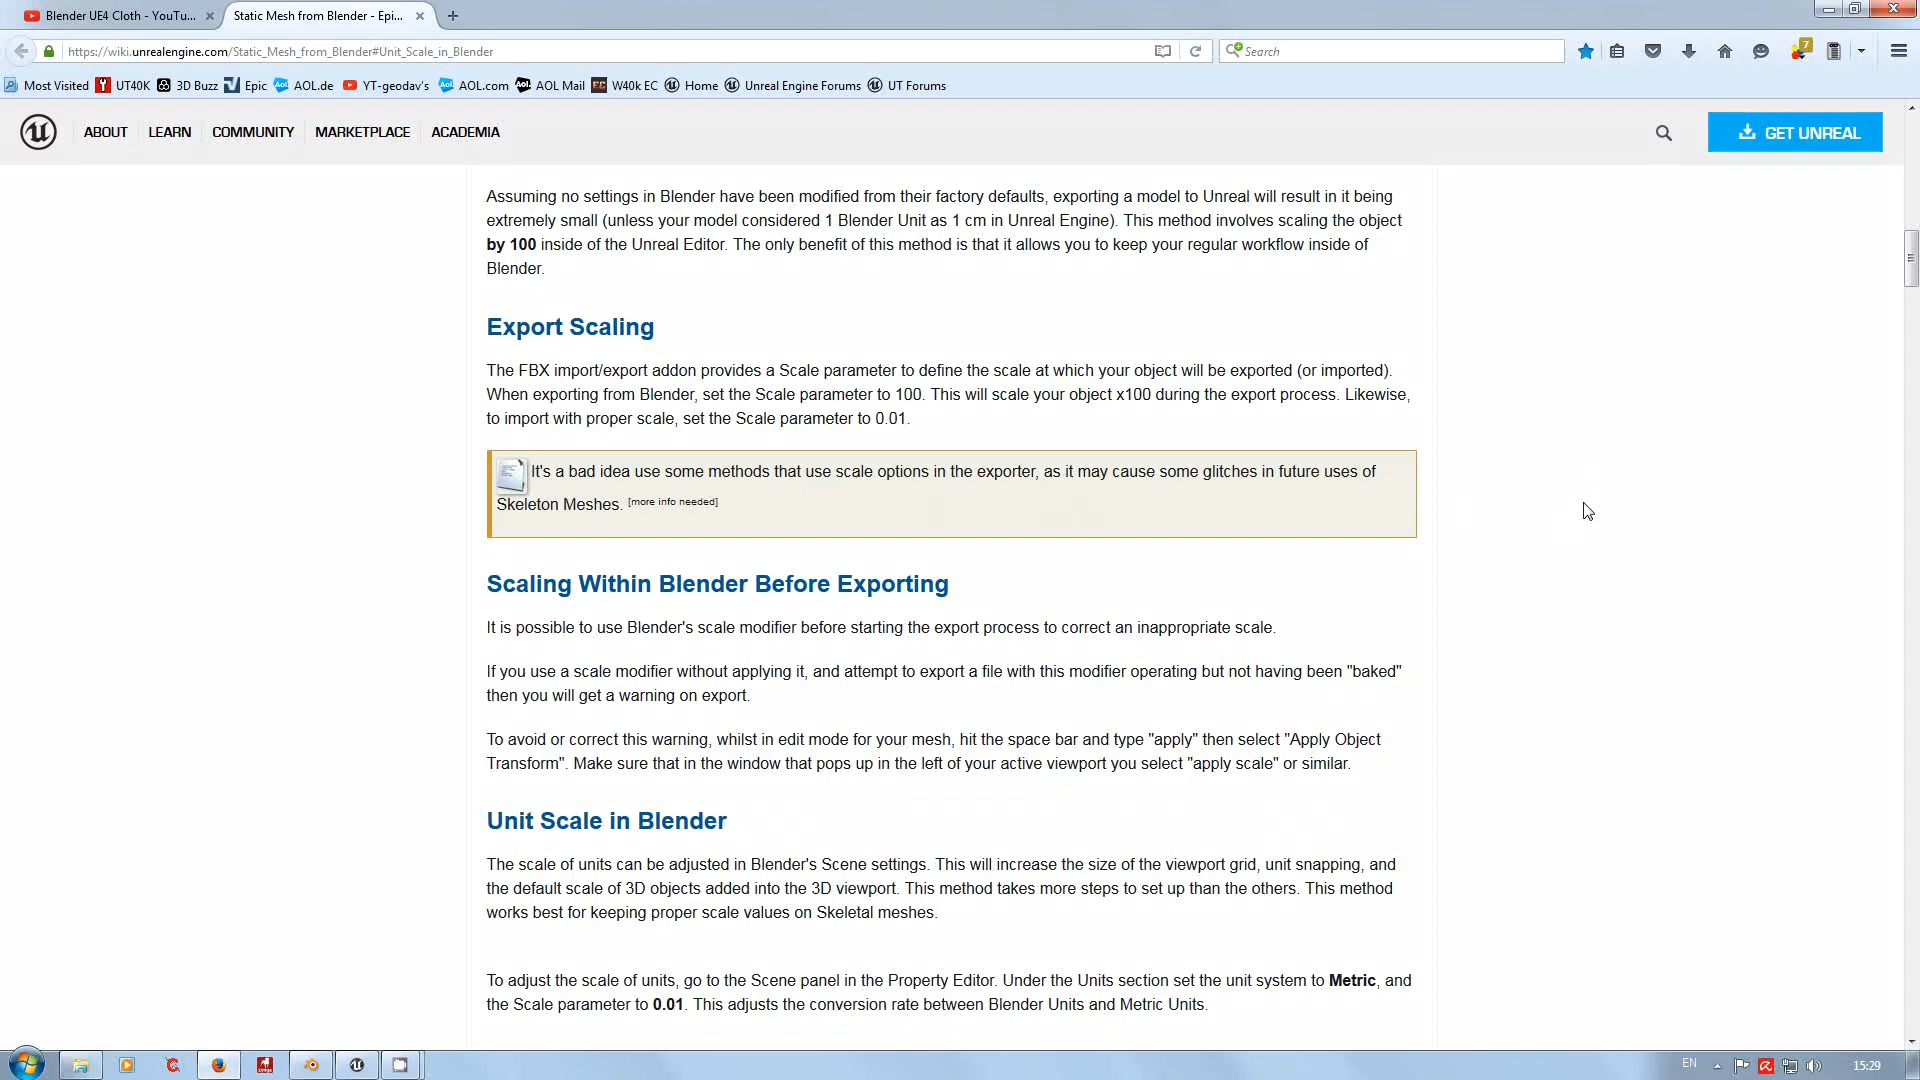 Blender UE4 Cloth - YouTu...
Static Mesh from Blender - Epi...
https://wiki.unrealengine.com/Static_Mesh_from_Blender#Unit_Scale_in_Blender
Search
7
Most Visited
UT40K
3D Buzz
Epic
AOL.de
YT-geodav's
AOL.com
AOL Mail
W40k EC
Home
Unreal Engine Forums
UT Forums
ABOUT
LEARN
COMMUNITY
MARKETPLACE
ACADEMIA
GET UNREAL
Assuming no settings in Blender have been modified from their factory defaults, exporting a model to Unreal will result in it being
extremely small (unless your model considered 1 Blender Unit as 1 cm in Unreal Engine). This method involves scaling the object
by 100 inside of the Unreal Editor. The only benefit of this method is that it allows you to keep your regular workflow inside of
Blender.
Export Scaling
The FBX import/export addon provides a Scale parameter to define the scale at which your object will be exported (or imported).
When exporting from Blender, set the Scale parameter to 100. This will scale your object x100 during the export process. Likewise,
to import with proper scale, set the Scale parameter to 0.01.
It's a bad idea use some methods that use scale options in the exporter, as it may cause some glitches in future uses of
Skeleton Meshes. [more info needed]
Scaling Within Blender Before Exporting
It is possible to use Blender's scale modifier before starting the export process to correct an inappropriate scale.
If you use a scale modifier without applying it, and attempt to export a file with this modifier operating but not having been "baked"
then you will get a warning on export.
To avoid or correct this warning, whilst in edit mode for your mesh, hit the space bar and type "apply" then select "Apply Object
Transform". Make sure that in the window that pops up in the left of your active viewport you select "apply scale" or similar.
Unit Scale in Blender
The scale of units can be adjusted in Blender's Scene settings. This will increase the size of the viewport grid, unit snapping, and
the default scale of 3D objects added into the 3D viewport. This method takes more steps to set up than the others. This method
works best for keeping proper scale values on Skeletal meshes.
To adjust the scale of units, go to the Scene panel in the Property Editor. Under the Units section set the unit system to Metric, and
the Scale parameter to 0.01. This adjusts the conversion rate between Blender Units and Metric Units.
EN
15:29